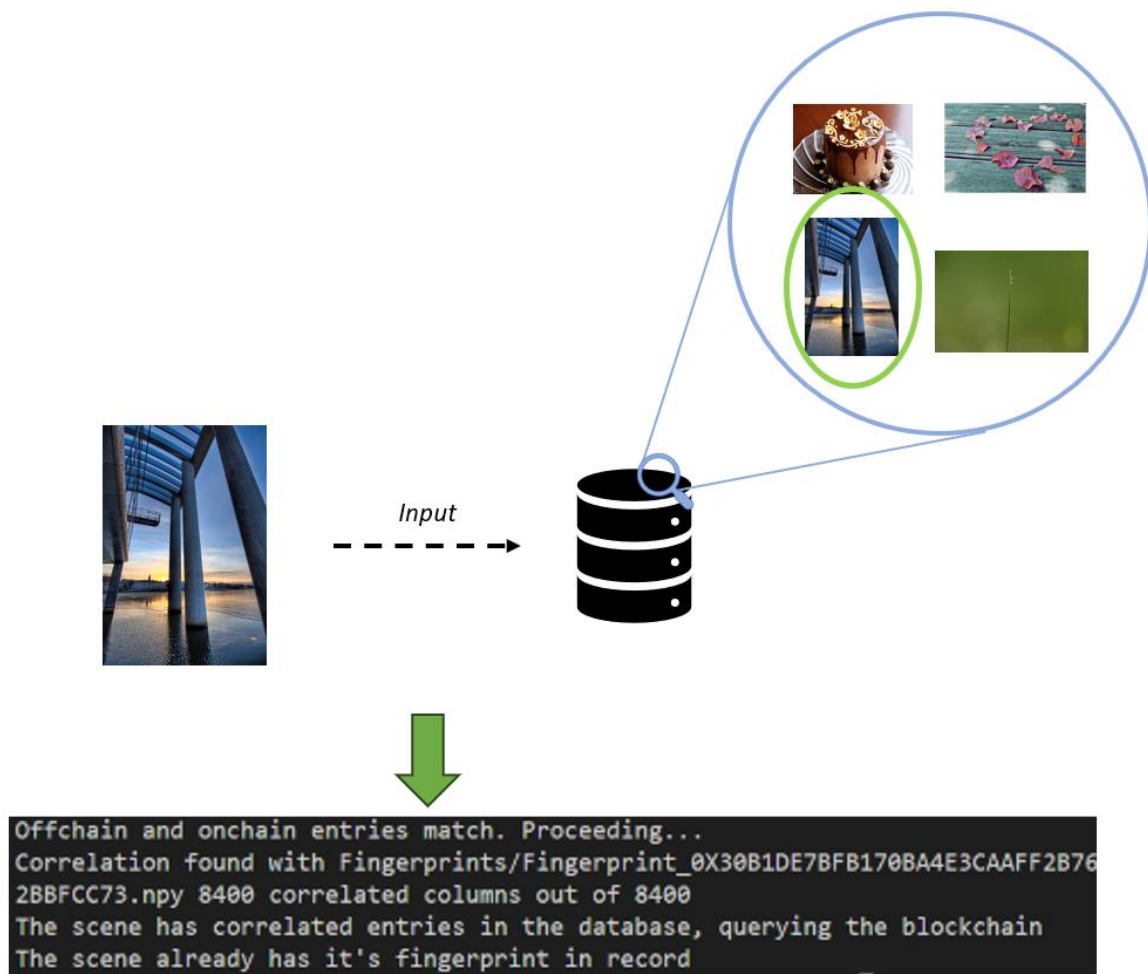 Input
Offchain and onchain entries match. Proceeding...
Correlation found with Fingerprints/Fingerprint_0X30B1DE7BFB170BA4E3CAAFF2B76
2BBFCC73.npy 8400 correlated columns out of 8400
The scene has correlated entries in the database, querying the blockchain
The scene already has it's fingerprint in record